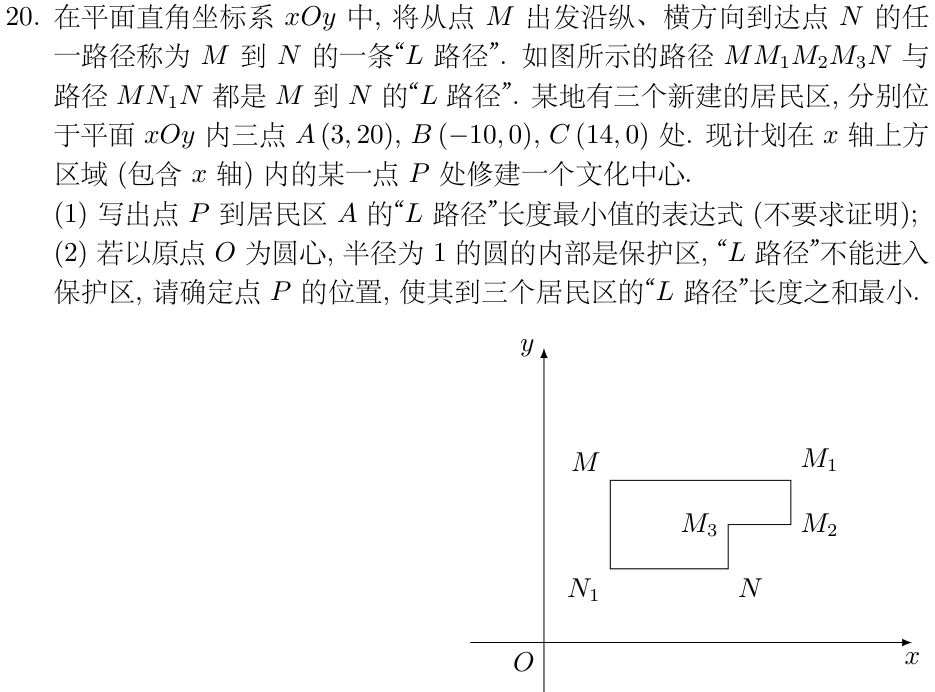 20. 在平面直角坐标系 xOy 中, 将从点 M 出发沿纵、横方向到达点 N 的任
一路径称为 M 到 N 的一条“L 路径”. 如图所示的路径 MM₁M₂M₃N 与
路径 MN₁N 都是 M 到 N 的“L 路径”. 某地有三个新建的居民区, 分别位
于平面 xOy 内三点 A (3, 20), B (−10, 0), C (14, 0) 处. 现计划在 x 轴上方
区域 (包含 x 轴) 内的某一点 P 处修建一个文化中心.
(1) 写出点 P 到居民区 A 的“L 路径”长度最小值的表达式 (不要求证明);
(2) 若以原点 O 为圆心, 半径为 1 的圆的内部是保护区, “L 路径”不能进入
保护区, 请确定点 P 的位置, 使其到三个居民区的“L 路径”长度之和最小.
y
M M₁
M₃ M₂
N₁ N
O x